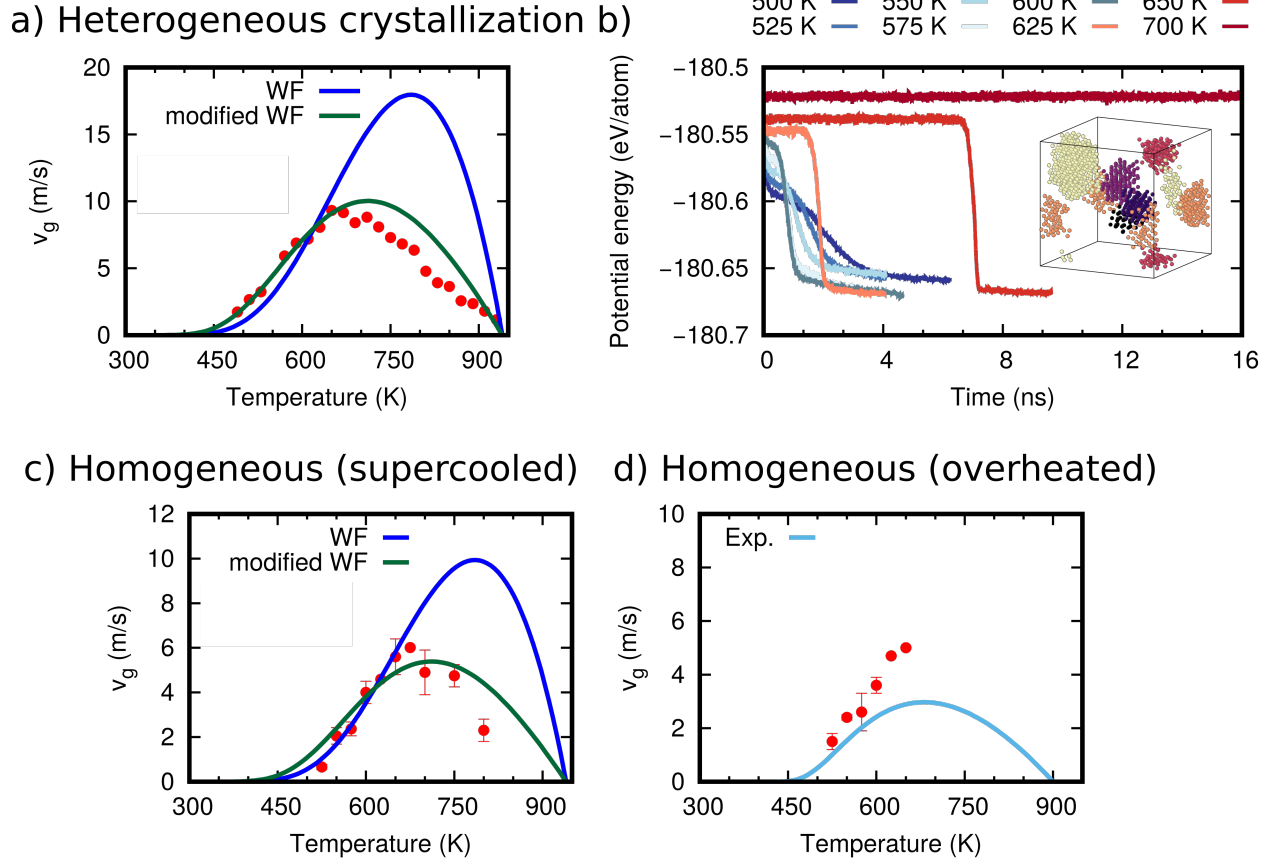 a) Heterogeneous crystallization b)
500 K 550 K 600 K 650 K
525 K 575 K 625 K 700 K
20
15
10
5
0
300 450 600 750 900
v_g (m/s)
Temperature (K)
WF
modified WF
−180.5
−180.55
−180.6
−180.65
−180.7
0 4 8 12 16
Potential energy (eV/atom)
Time (ns)
c) Homogeneous (supercooled)
12
10
8
6
4
2
0
300 450 600 750 900
v_g (m/s)
Temperature (K)
WF
modified WF
d) Homogeneous (overheated)
10
8
6
4
2
0
300 450 600 750 900
v_g (m/s)
Temperature (K)
Exp.